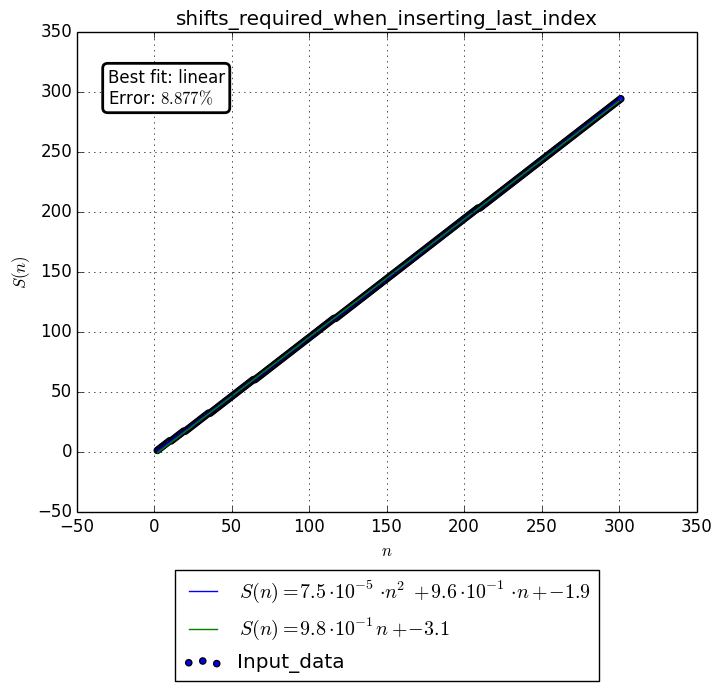 shifts_required_when_inserting_last_index
350
300
250
200
150
100
50
0
−50
S(n)
Best fit: linear
Error: 8.877%
−50 0 50 100 150 200 250 300 350
n
S(n)=7.5·10⁻⁵ ·n² +9.6·10⁻¹ ·n+−1.9
S(n)=9.8·10⁻¹n+−3.1
Input_data